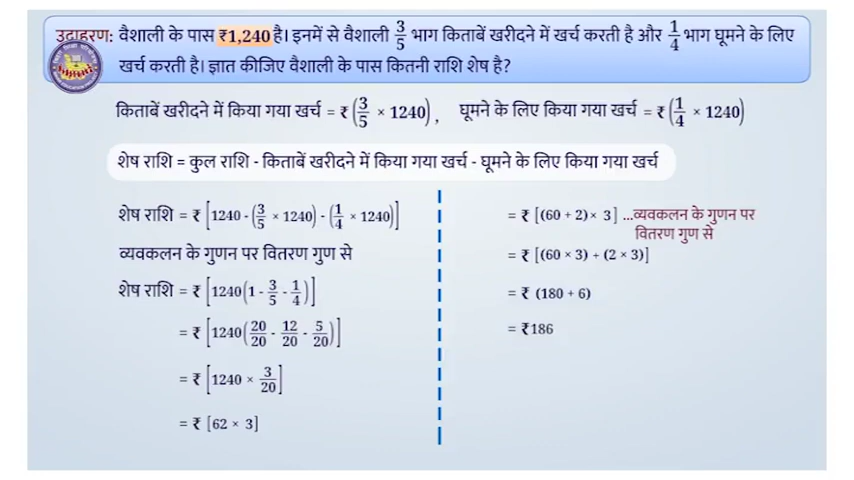 उदाहरण: वैशाली के पास ₹1,240 है। इनमें से वैशाली 3/5 भाग किताबें खरीदने में खर्च करती है और 1/4 भाग घूमने के लिए
खर्च करती है। ज्ञात कीजिए वैशाली के पास कितनी राशि शेष है?
किताबें खरीदने में किया गया खर्च = ₹ (3/5 × 1240), घूमने के लिए किया गया खर्च = ₹ (1/4 × 1240)
शेष राशि = कुल राशि - किताबें खरीदने में किया गया खर्च - घूमने के लिए किया गया खर्च
शेष राशि = ₹ [1240 - (3/5 × 1240) - (1/4 × 1240)]
व्यवकलन के गुणन पर वितरण गुण से
शेष राशि = ₹ [1240(1 - 3/5 - 1/4)]
= ₹ [1240(20/20 - 12/20 - 5/20)]
= ₹ [1240 × 3/20]
= ₹ [62 × 3]
= ₹ [(60 + 2) × 3] ...व्यवकलन के गुणन पर
वितरण गुण से
= ₹ [(60 × 3) + (2 × 3)]
= ₹ (180 + 6)
= ₹186